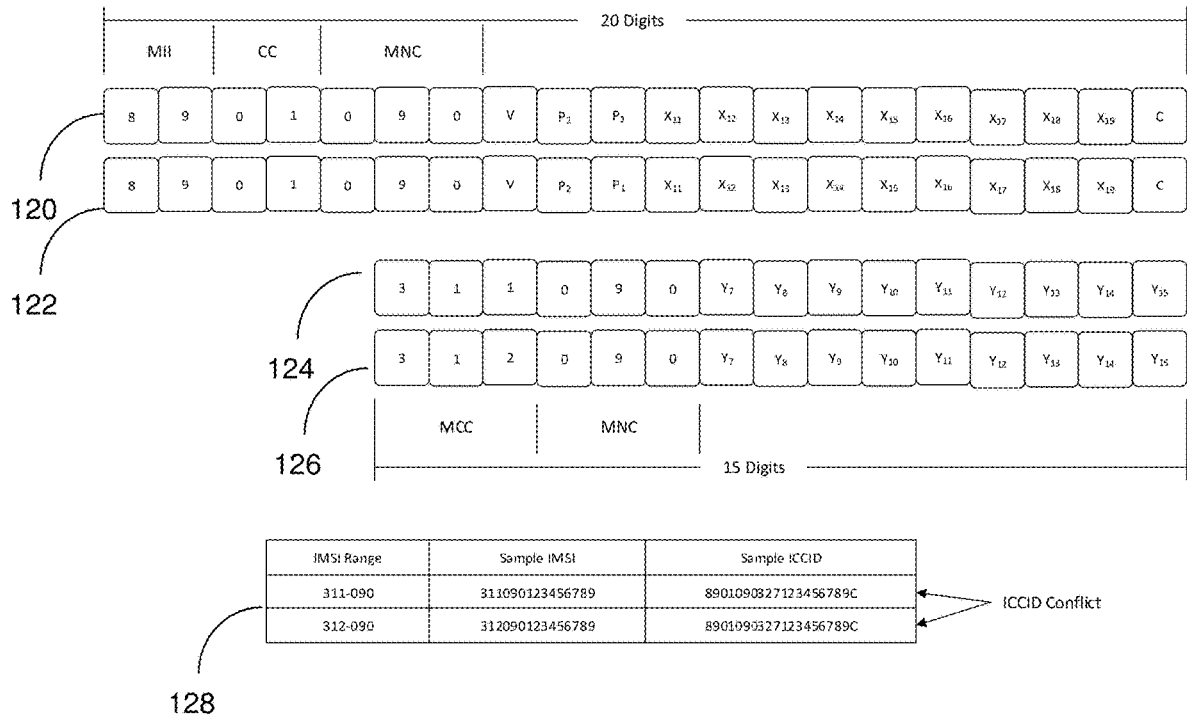 20 Digits
MII CC MNC
8 9 0 1 0 9 0 V P₂ P₃ X₁₁ X₁₂ X₁₃ X₁₄ X₁₅ X₁₆ X₁₇ X₁₈ X₁₉ C
120
8 9 0 1 0 9 0 V P₂ P₁ X₁₁ X₁₂ X₁₃ X₁₄ X₁₅ X₁₆ X₁₇ X₁₈ X₁₉ C
122
3 1 1 0 9 0 Y₇ Y₈ Y₉ Y₁₀ Y₁₁ Y₁₂ Y₁₃ Y₁₄ Y₁₅
124
3 1 2 0 9 0 Y₇ Y₈ Y₉ Y₁₀ Y₁₁ Y₁₂ Y₁₃ Y₁₄ Y₁₅
126
MCC MNC
15 Digits
IMSI Range Sample IMSI Sample ICCID
311-090 311090123456789 8901090327123456789C
ICCID Conflict
312-090 312090123456789 8901090327123456789C
128